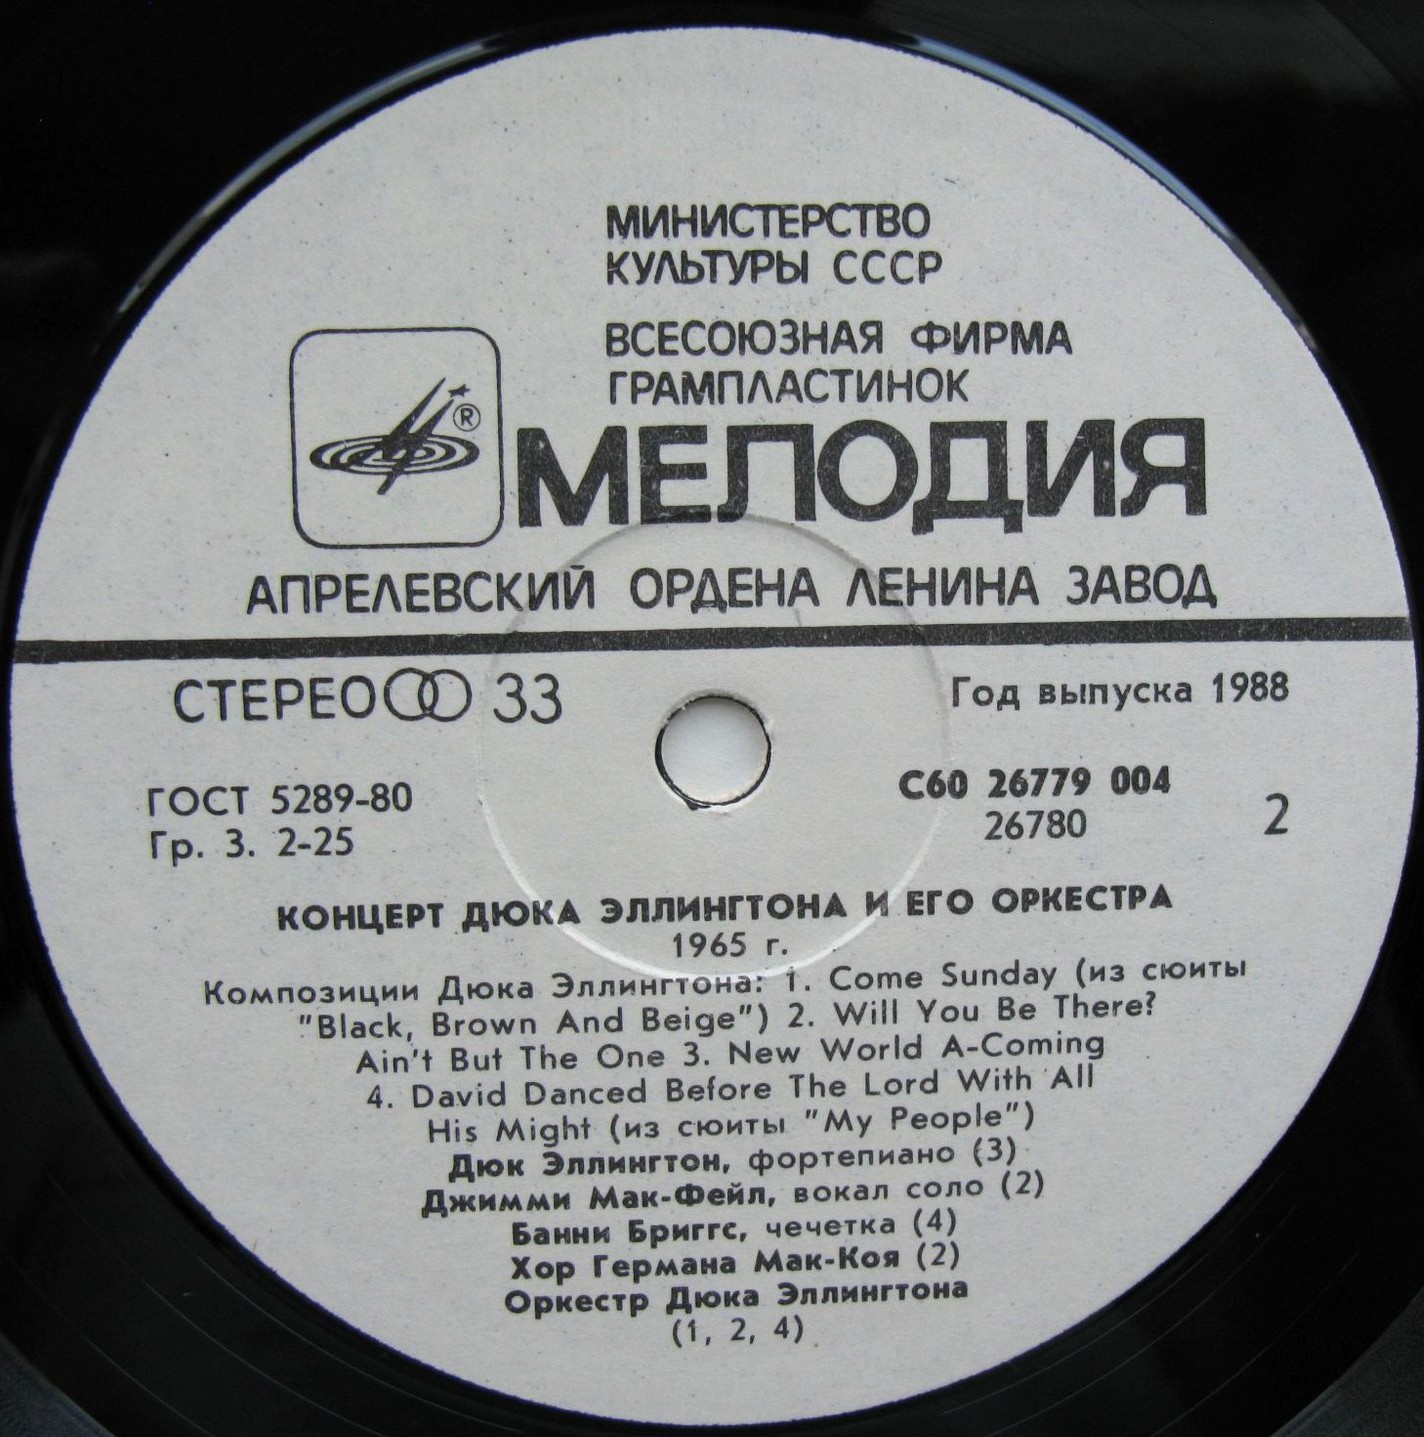 МИНИСТЕРСТВО
КУЛЬТУРЫ СССР
ВСЕСОЮЗНАЯ ФИРМА
ГРАМПЛАСТИНОК
®
МЕЛОДИЯ
АПРЕЛЕВСКИЙ ОРДЕНА ЛЕНИНА ЗАВОД
СТЕРЕО 33
Год выпуска 1988
ГОСТ 5289-80
Гр. 3. 2-25
С60 26779 004
26780
2
КОНЦЕРТ ДЮКА ЭЛЛИНГТОНА И ЕГО ОРКЕСТРА
1965 г.
Композиции Дюка Эллингтона: 1. Come Sunday (из сюиты
"Black, Brown And Beige") 2. Will You Be There?
Ain't But The One 3. New World A-Coming
4. David Danced Before The Lord With All
His Might (из сюиты "My People")
Дюк Эллингтон, фортепиано (3)
Джимми Мак-Фейл, вокал соло (2)
Банни Бриггс, чечетка (4)
Хор Германа Мак-Коя (2)
Оркестр Дюка Эллингтона
(1, 2, 4)